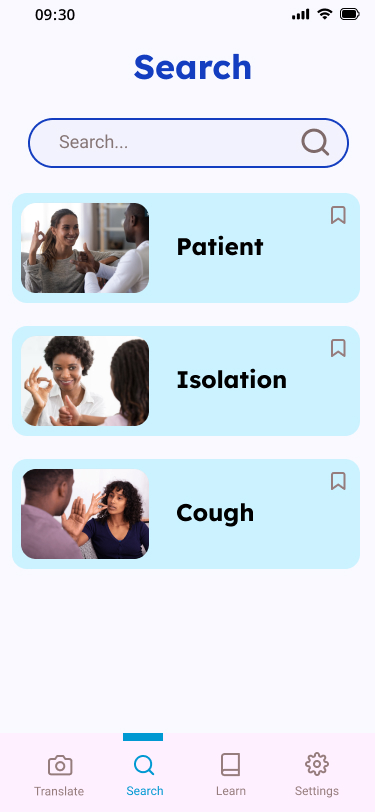 09:30
Search
Search...
Patient
Isolation
Cough
Translate
Search
Learn
Settings